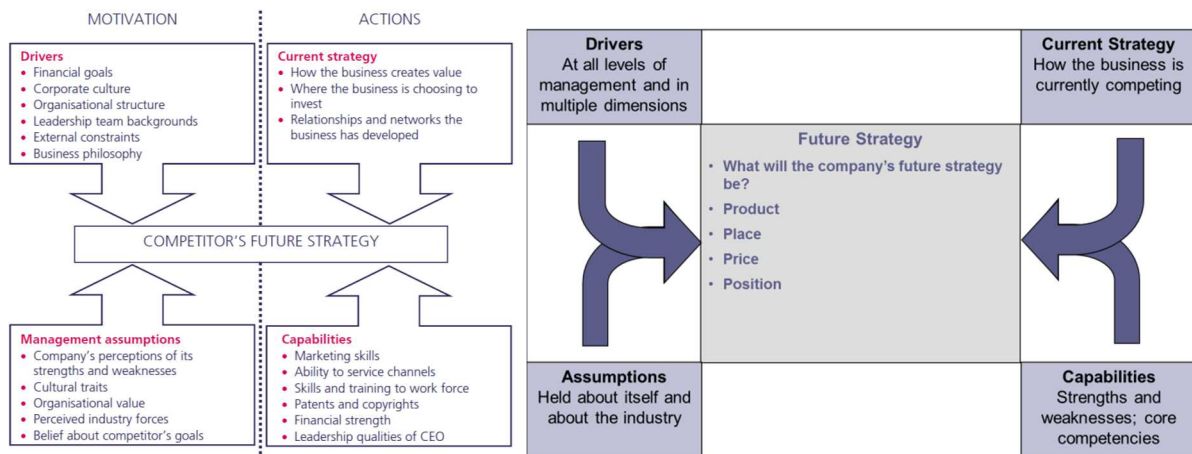 MOTIVATION
ACTIONS
Drivers
• Financial goals
• Corporate culture
• Organisational structure
• Leadership team backgrounds
• External constraints
• Business philosophy
Current strategy
• How the business creates value
• Where the business is choosing to
invest
• Relationships and networks the
business has developed
COMPETITOR'S FUTURE STRATEGY
Management assumptions
• Company's perceptions of its
strengths and weaknesses
• Cultural traits
• Organisational value
• Perceived industry forces
• Belief about competitor's goals
Capabilities
• Marketing skills
• Ability to service channels
• Skills and training to work force
• Patents and copyrights
• Financial strength
• Leadership qualities of CEO
Drivers
At all levels of
management and in
multiple dimensions
Current Strategy
How the business is
currently competing
Future Strategy
• What will the company's future strategy
be?
• Product
• Place
• Price
• Position
Assumptions
Held about itself and
about the industry
Capabilities
Strengths and
weaknesses; core
competencies